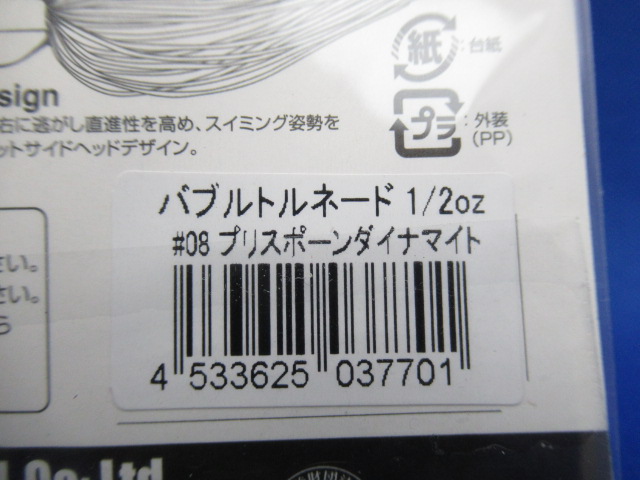 sign
紙 : 台紙
右に逃がし直進性を高め、スイミング姿勢を
ットサイドヘッドデザイン。
プラ : 外装
(PP)
バブルトルネード 1/2oz
#08 プリスポーンダイナマイト
さい。
さい。
ら
4 533625 037701
Co.,Ltd